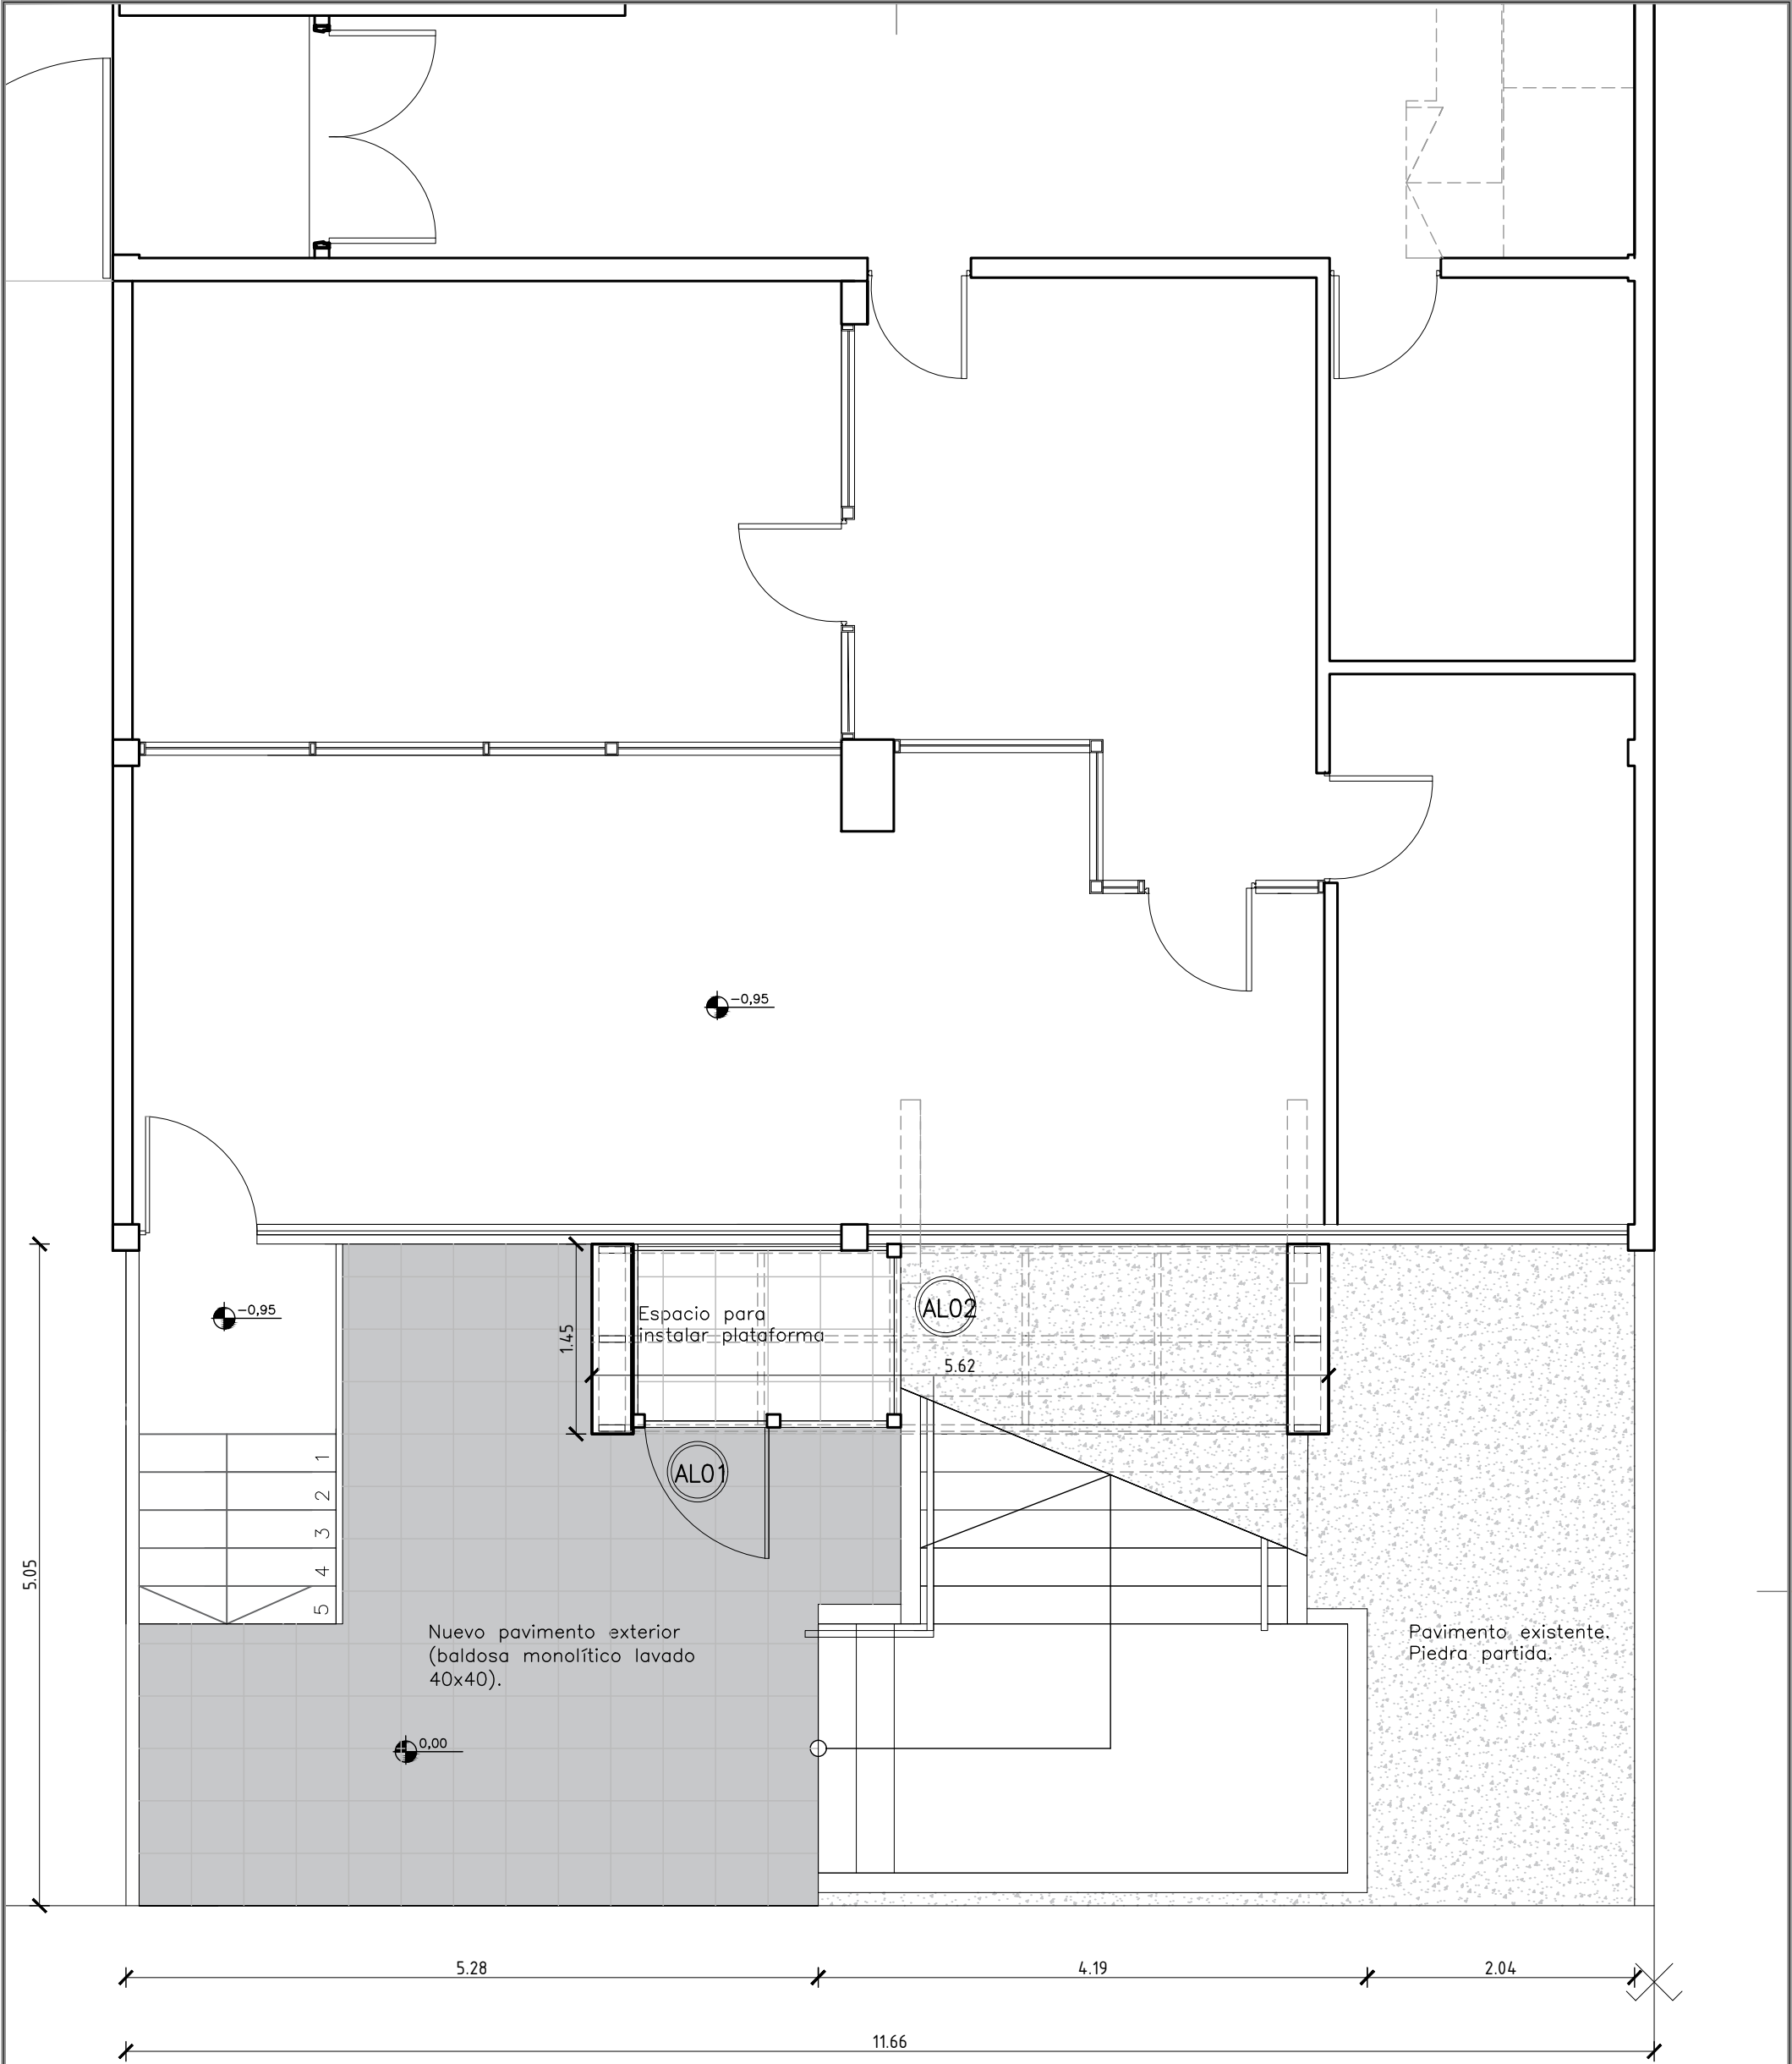 -0,95
-0,95
Espacio para
instalar plataforma
AL02
1.45
5.62
AL01
1
2
3
4
5
5.05
Nuevo pavimento exterior
(baldosa monolítico lavado
40x40).
Pavimento existente.
Piedra partida.
0,00
5.28
4.19
2.04
11.66